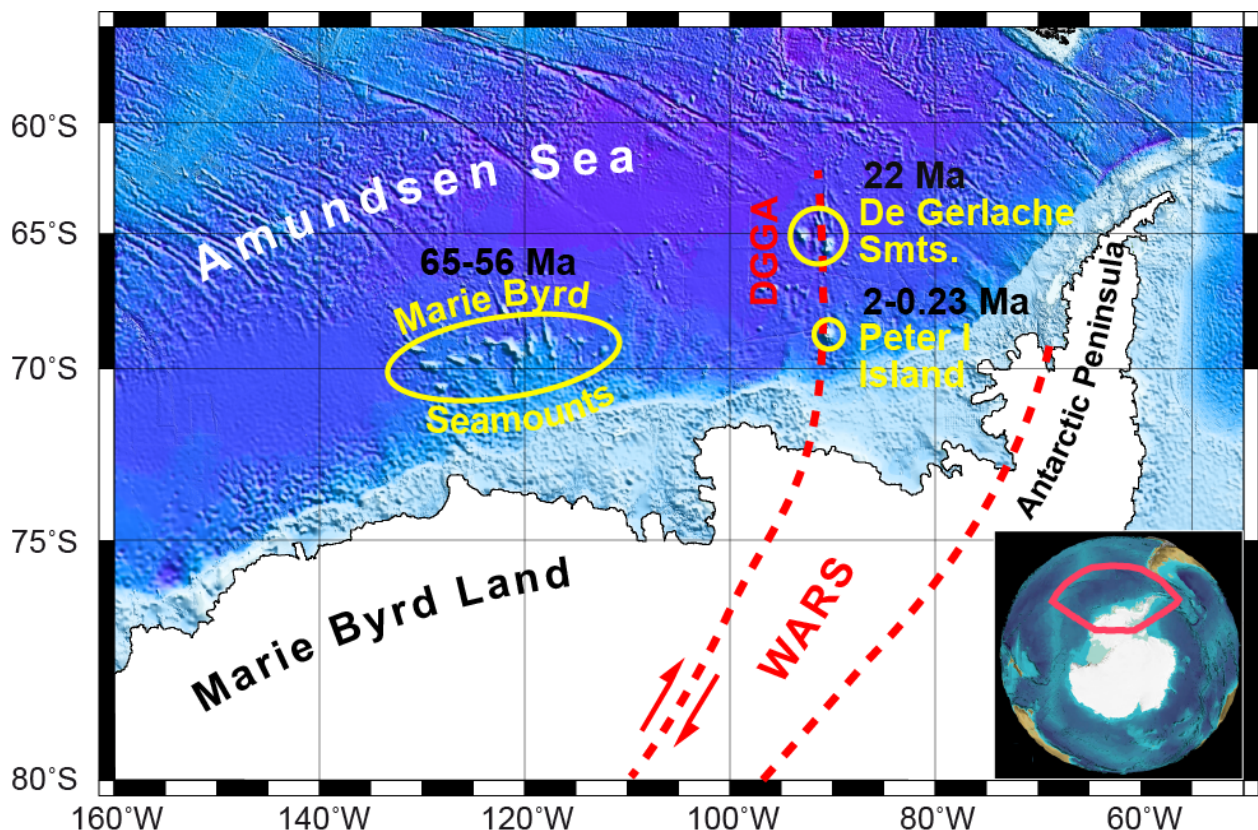 60°S
65°S
70°S
75°S
80°S
Amundsen Sea
65-56 Ma
Marie Byrd
Seamounts
DGGA
22 Ma
De Gerlache
Smts.
2-0.23 Ma
Peter I
Island
Antarctic Peninsula
Marie Byrd Land
WARS
160°W
140°W
120°W
100°W
80°W
60°W